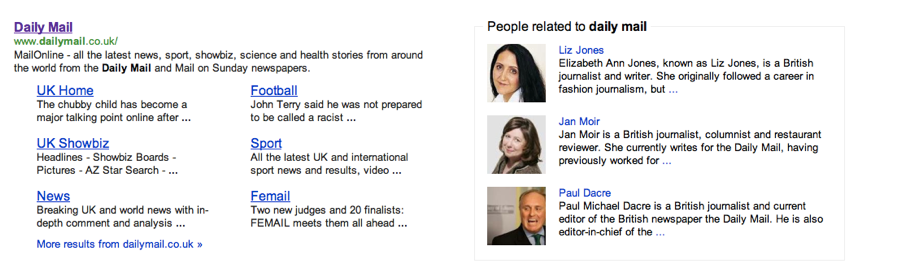 Daily Mail
www.dailymail.co.uk/
MailOnline - all the latest news, sport, showbiz, science and health stories from around
the world from the Daily Mail and Mail on Sunday newspapers.
UK Home
The chubby child has become a
major talking point online after ...
Football
John Terry said he was not prepared
to be called a racist ...
UK Showbiz
Headlines - Showbiz Boards -
Pictures - AZ Star Search - ...
Sport
All the latest UK and international
sport news and results, video ...
News
Breaking UK and world news with in-
depth comment and analysis ...
Femail
Two new judges and 20 finalists:
FEMAIL meets them all ahead ...
More results from dailymail.co.uk »
People related to daily mail
Liz Jones
Elizabeth Ann Jones, known as Liz Jones, is a British
journalist and writer. She originally followed a career in
fashion journalism, but ...
Jan Moir
Jan Moir is a British journalist, columnist and restaurant
reviewer. She currently writes for the Daily Mail, having
previously worked for ...
Paul Dacre
Paul Michael Dacre is a British journalist and current
editor of the British newspaper the Daily Mail. He is also
editor-in-chief of the ...